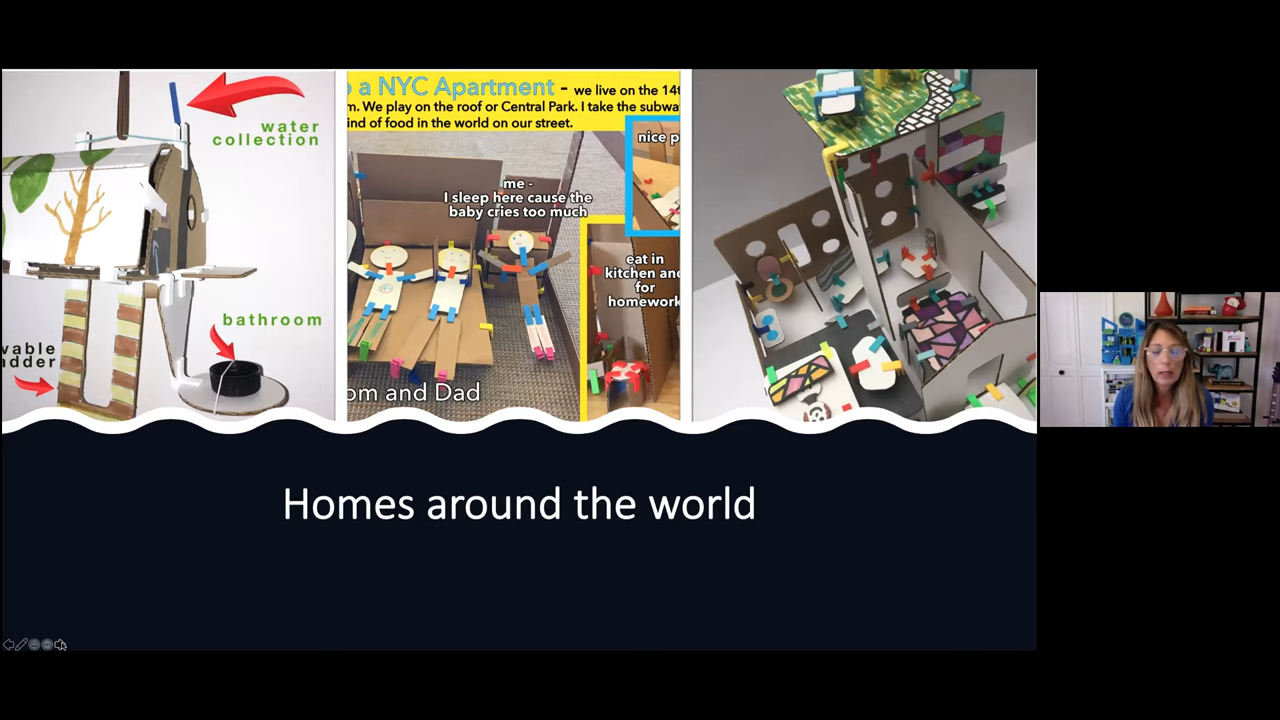 water
collection
bathroom
vable
adder
o a NYC Apartment - we live on the 14t
m. We play on the roof or Central Park. I take the subwa
ind of food in the world on our street.
nice p
me -
I sleep here cause the
baby cries too much
eat in
kitchen and
for
homework
om and Dad
Homes around the world